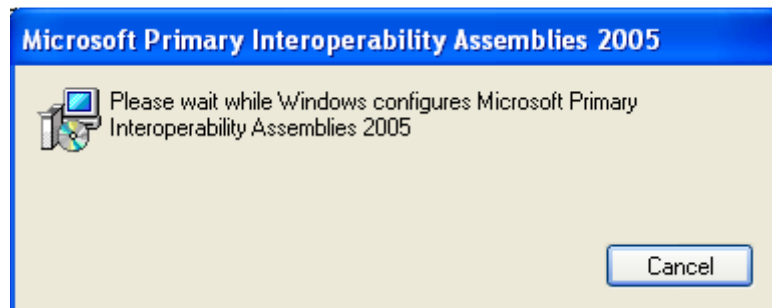 Microsoft Primary Interoperability Assemblies 2005
Please wait while Windows configures Microsoft Primary
Interoperability Assemblies 2005
Cancel